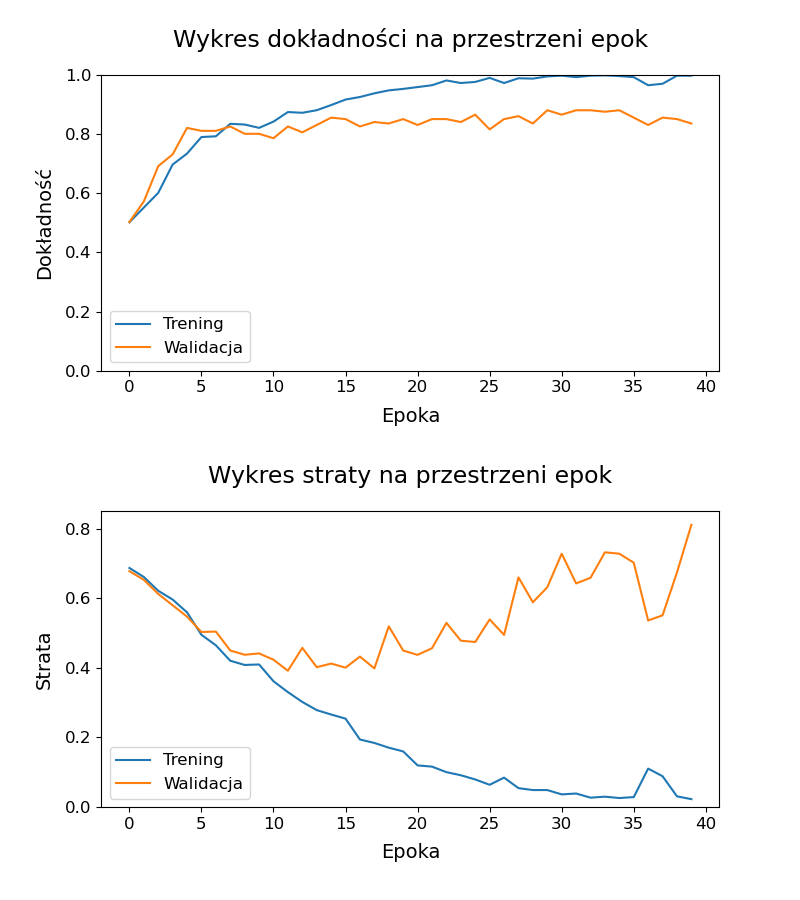 Wykres dokładności na przestrzeni epok
1.0
0.8
0.6
0.4
0.2
0.0
Dokładność
Trening
Walidacja
0 5 10 15 20 25 30 35 40
Epoka
Wykres straty na przestrzeni epok
0.8
0.6
0.4
0.2
0.0
Strata
Trening
Walidacja
0 5 10 15 20 25 30 35 40
Epoka